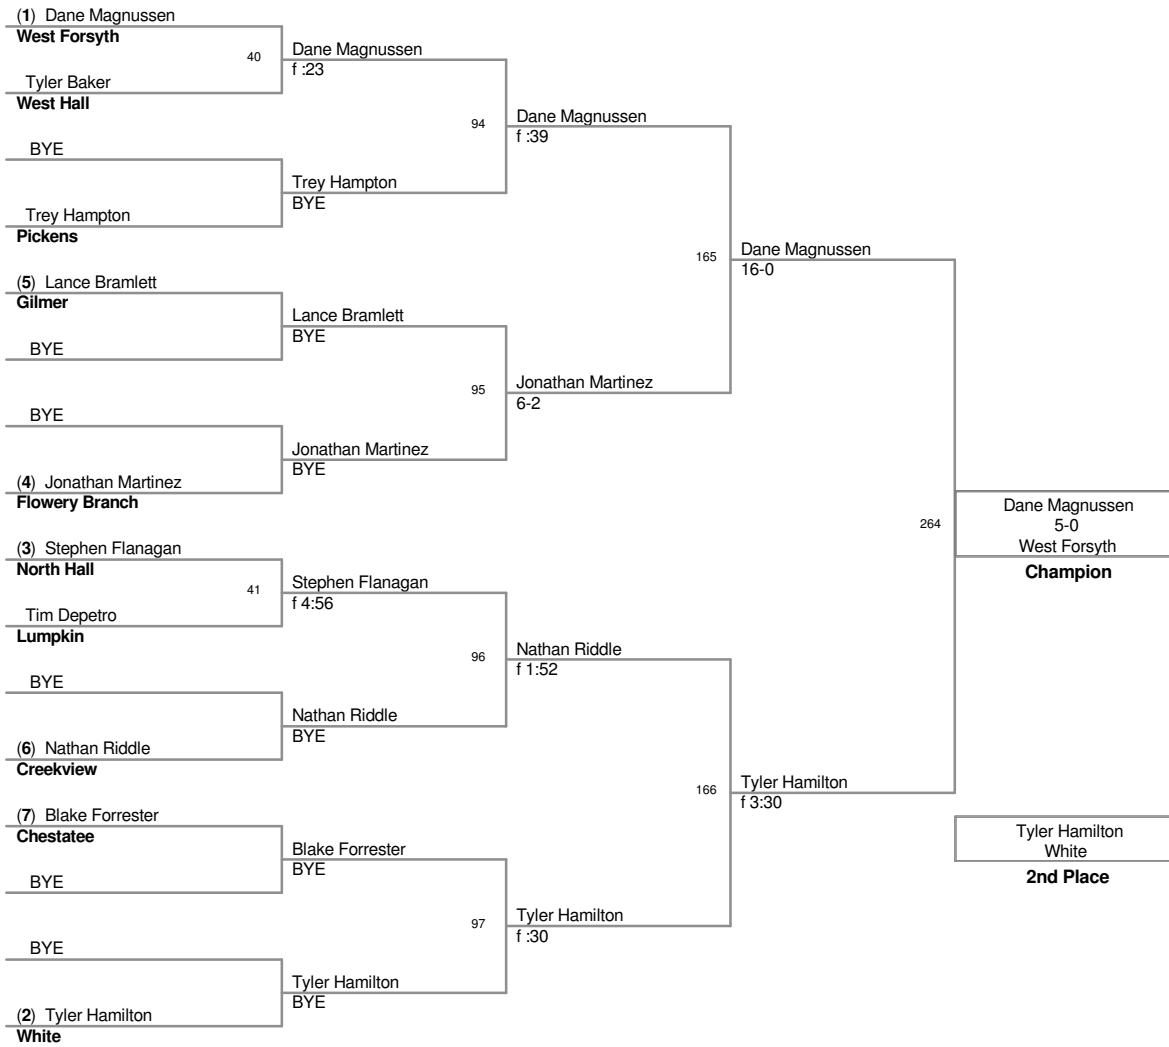 (1) Dane Magnussen
West Forsyth
40
Dane Magnussen
f :23
Tyler Baker
West Hall
94
Dane Magnussen
f :39
BYE
Trey Hampton
BYE
Trey Hampton
Pickens
165
Dane Magnussen
16-0
(5) Lance Bramlett
Gilmer
Lance Bramlett
BYE
BYE
95
Jonathan Martinez
6-2
BYE
Jonathan Martinez
BYE
(4) Jonathan Martinez
Flowery Branch
264
Dane Magnussen
5-0
West Forsyth
Champion
(3) Stephen Flanagan
North Hall
41
Stephen Flanagan
f 4:56
Tim Depetro
Lumpkin
96
Nathan Riddle
f 1:52
BYE
Nathan Riddle
BYE
(6) Nathan Riddle
Creekview
166
Tyler Hamilton
f 3:30
(7) Blake Forrester
Chestatee
Blake Forrester
BYE
BYE
Tyler Hamilton
White
2nd Place
97
Tyler Hamilton
f :30
BYE
Tyler Hamilton
BYE
(2) Tyler Hamilton
White